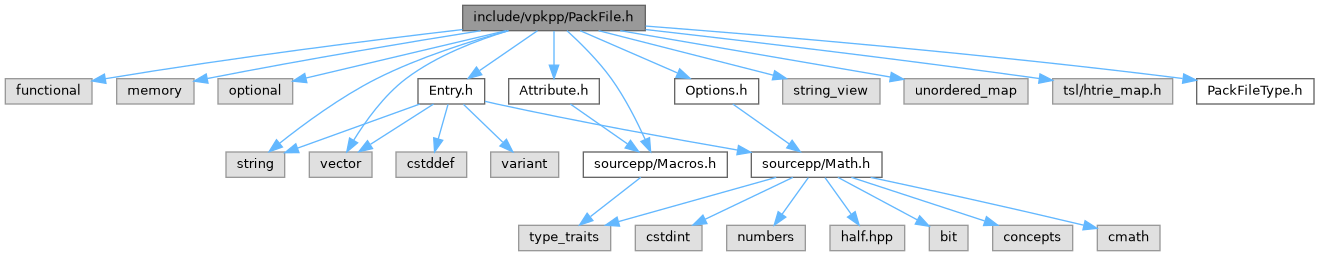 include/vpkpp/PackFile.h
functional
memory
optional
Entry.h
Attribute.h
Options.h
string_view
unordered_map
tsl/htrie_map.h
PackFileType.h
string
vector
cstddef
variant
sourcepp/Macros.h
sourcepp/Math.h
type_traits
cstdint
numbers
half.hpp
bit
concepts
cmath